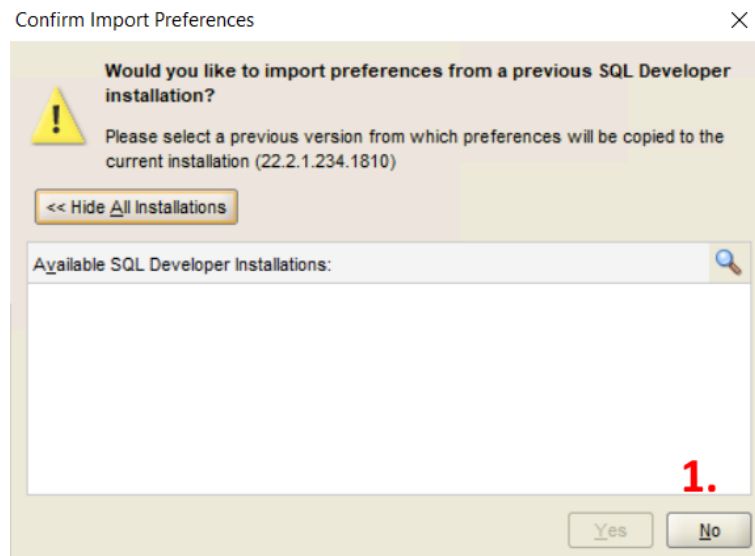 Confirm Import Preferences
Would you like to import preferences from a previous SQL Developer
installation?
Please select a previous version from which preferences will be copied to the
current installation (22.2.1.234.1810)
<< Hide All Installations
Available SQL Developer Installations:
1.
Yes
No